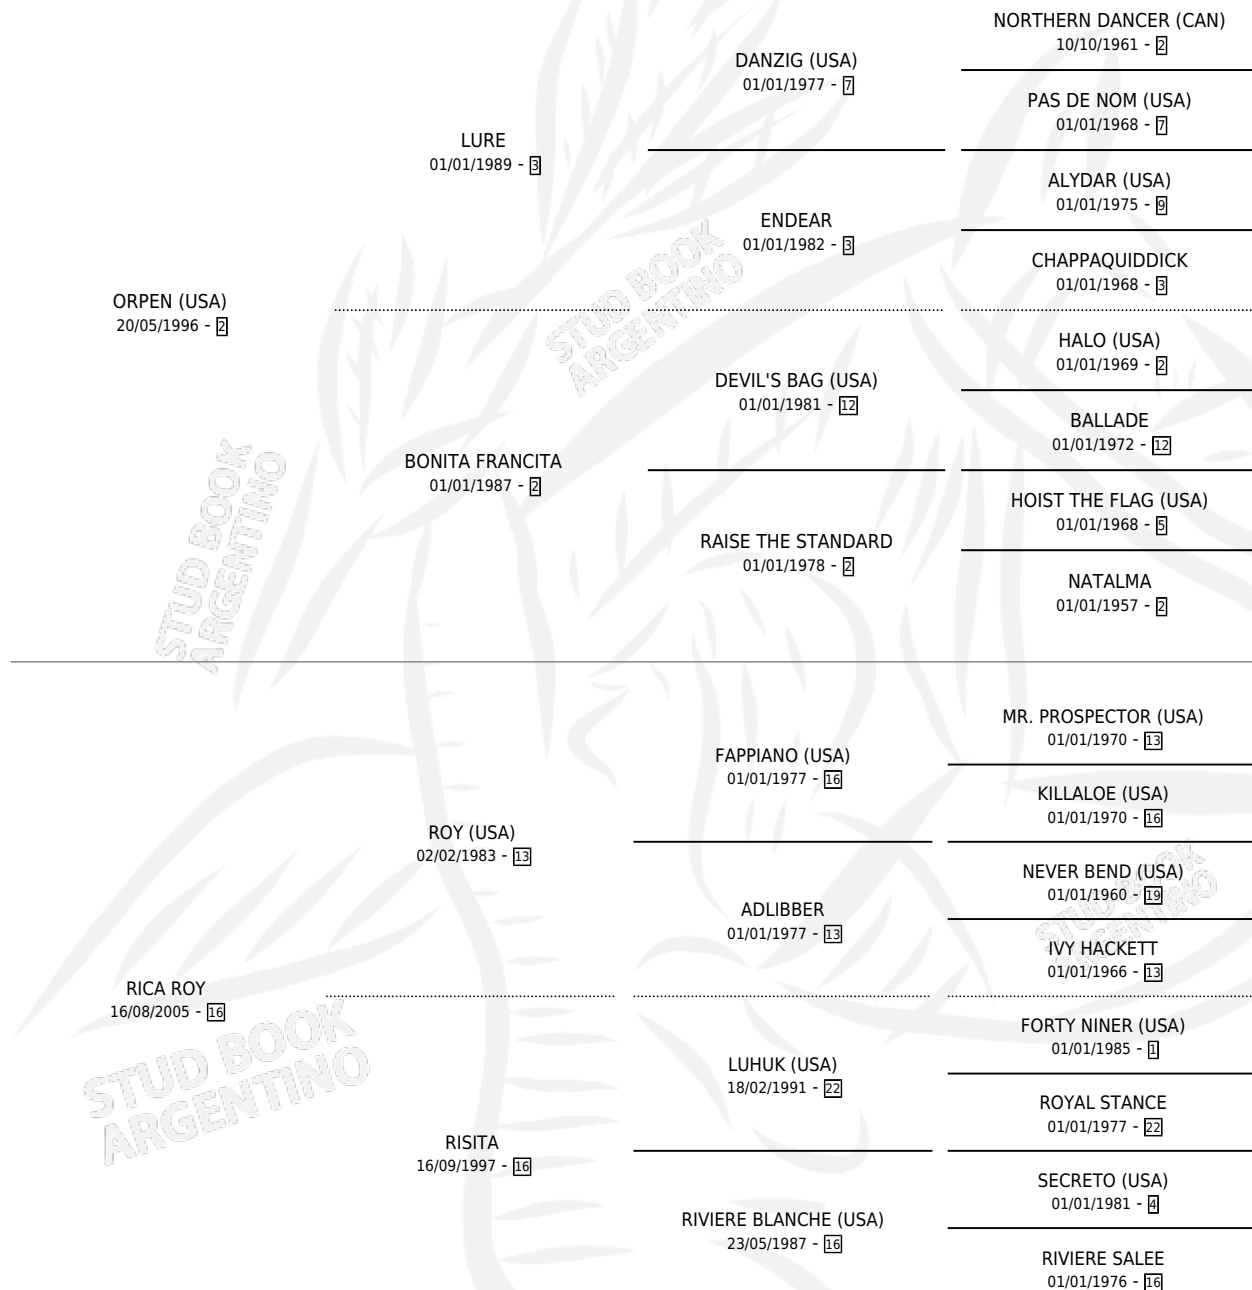 NORTHERN DANCER (CAN)
10/10/1961 - 2
DANZIG (USA)
01/01/1977 - 7
PAS DE NOM (USA)
01/01/1968 - 7
LURE
01/01/1989 - 3
ALYDAR (USA)
01/01/1975 - 9
ENDEAR
01/01/1982 - 3
CHAPPAQUIDDICK
01/01/1968 - 3
ORPEN (USA)
20/05/1996 - 2
STUD BOOK
ARGENTINO
HALO (USA)
01/01/1969 - 2
DEVIL'S BAG (USA)
01/01/1981 - 12
BALLADE
01/01/1972 - 12
BONITA FRANCITA
01/01/1987 - 2
HOIST THE FLAG (USA)
01/01/1968 - 5
RAISE THE STANDARD
01/01/1978 - 2
NATALMA
01/01/1957 - 2
STUD BOOK
ARGENTINO
MR. PROSPECTOR (USA)
01/01/1970 - 13
FAPPIANO (USA)
01/01/1977 - 16
KILLALOE (USA)
01/01/1970 - 16
ROY (USA)
02/02/1983 - 13
NEVER BEND (USA)
01/01/1960 - 19
ADLIBBER
01/01/1977 - 13
STUD BOOK
ARGENTINO
IVY HACKETT
01/01/1966 - 13
RICA ROY
16/08/2005 - 16
STUD BOOK
ARGENTINO
FORTY NINER (USA)
01/01/1985 - 1
LUHUK (USA)
18/02/1991 - 22
ROYAL STANCE
01/01/1977 - 22
RISITA
16/09/1997 - 16
SECRETO (USA)
01/01/1981 - 4
RIVIERE BLANCHE (USA)
23/05/1987 - 16
RIVIERE SALEE
01/01/1976 - 16